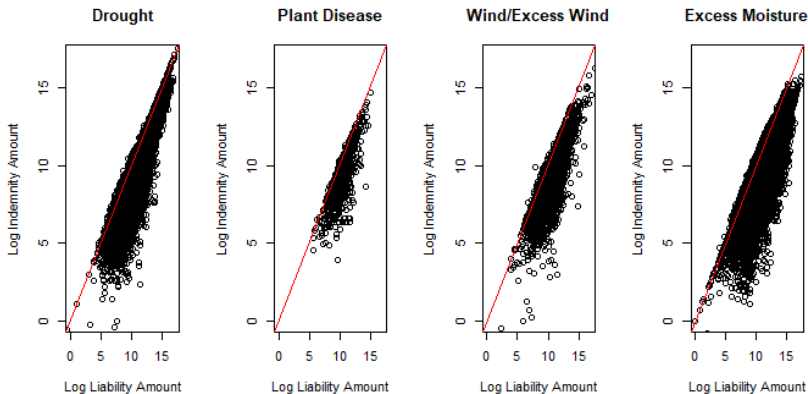 Drought Plant Disease Wind/Excess Wind Excess Moisture
Log Indemnity Amount Log Indemnity Amount Log Indemnity Amount Log Indemnity Amount
15 15 15 15
10 10 10 10
5 5 5 5
0 0 0 0
0 5 10 15 0 5 10 15 0 5 10 15 0 5 10 15
Log Liability Amount Log Liability Amount Log Liability Amount Log Liability Amount